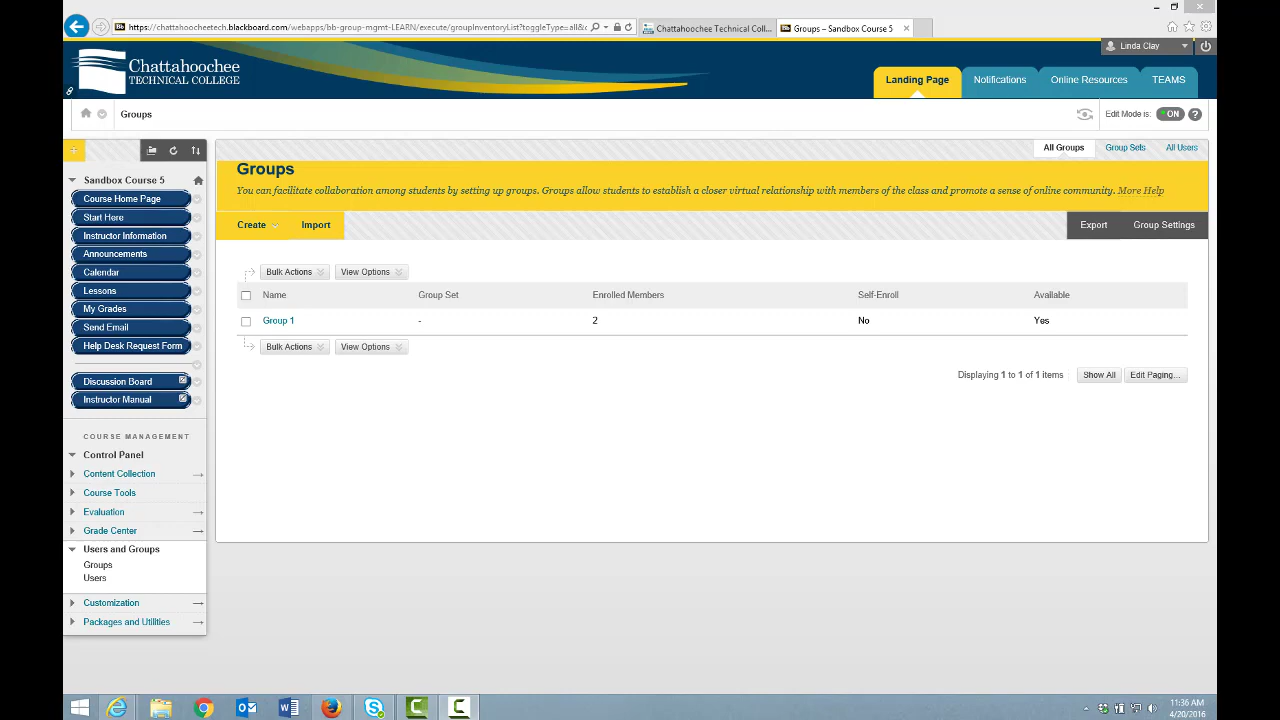 https://chattahoocheetech.blackboard.com/webapps/bb-group-mgmt-LEARN/execute/groupInventoryList?toggleType=all&c
Chattahoochee Technical Coll...
Groups – Sandbox Course 5
Linda Clay
Chattahoochee
TECHNICAL COLLEGE
Landing Page
Notifications
Online Resources
TEAMS
Groups
Edit Mode is: ON ?
All Groups
Group Sets
All Users
Groups
You can facilitate collaboration among students by setting up groups. Groups allow students to establish a closer virtual relationship with members of the class and promote a sense of online community. More Help
Create
Import
Export
Group Settings
Bulk Actions
View Options
Name Group Set Enrolled Members Self-Enroll Available
Group 1 - 2 No Yes
Bulk Actions
View Options
Displaying 1 to 1 of 1 items
Show All
Edit Paging...
Sandbox Course 5
Course Home Page
Start Here
Instructor Information
Announcements
Calendar
Lessons
My Grades
Send Email
Help Desk Request Form
Discussion Board
Instructor Manual
COURSE MANAGEMENT
Control Panel
Content Collection
Course Tools
Evaluation
Grade Center
Users and Groups
Groups
Users
Customization
Packages and Utilities
11:36 AM
4/20/2016